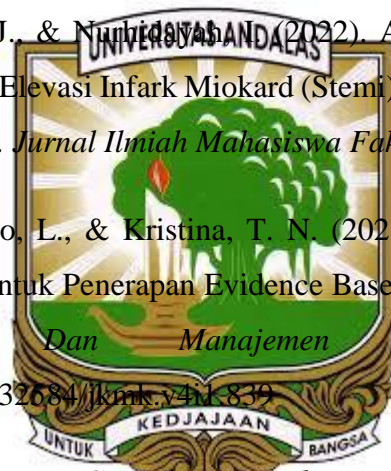 J., & Nurhidayah, I. (2022). A
UNIVERSITAS ANDALAS
Elevasi Infark Miokard (Stemi)
. Jurnal Ilmiah Mahasiswa Fak
o, L., & Kristina, T. N. (202
ntuk Penerapan Evidence Base
Dan Manajemen
32584/jkmk.v4i1.839
KEDJAJAAN
UNTUK BANGSA